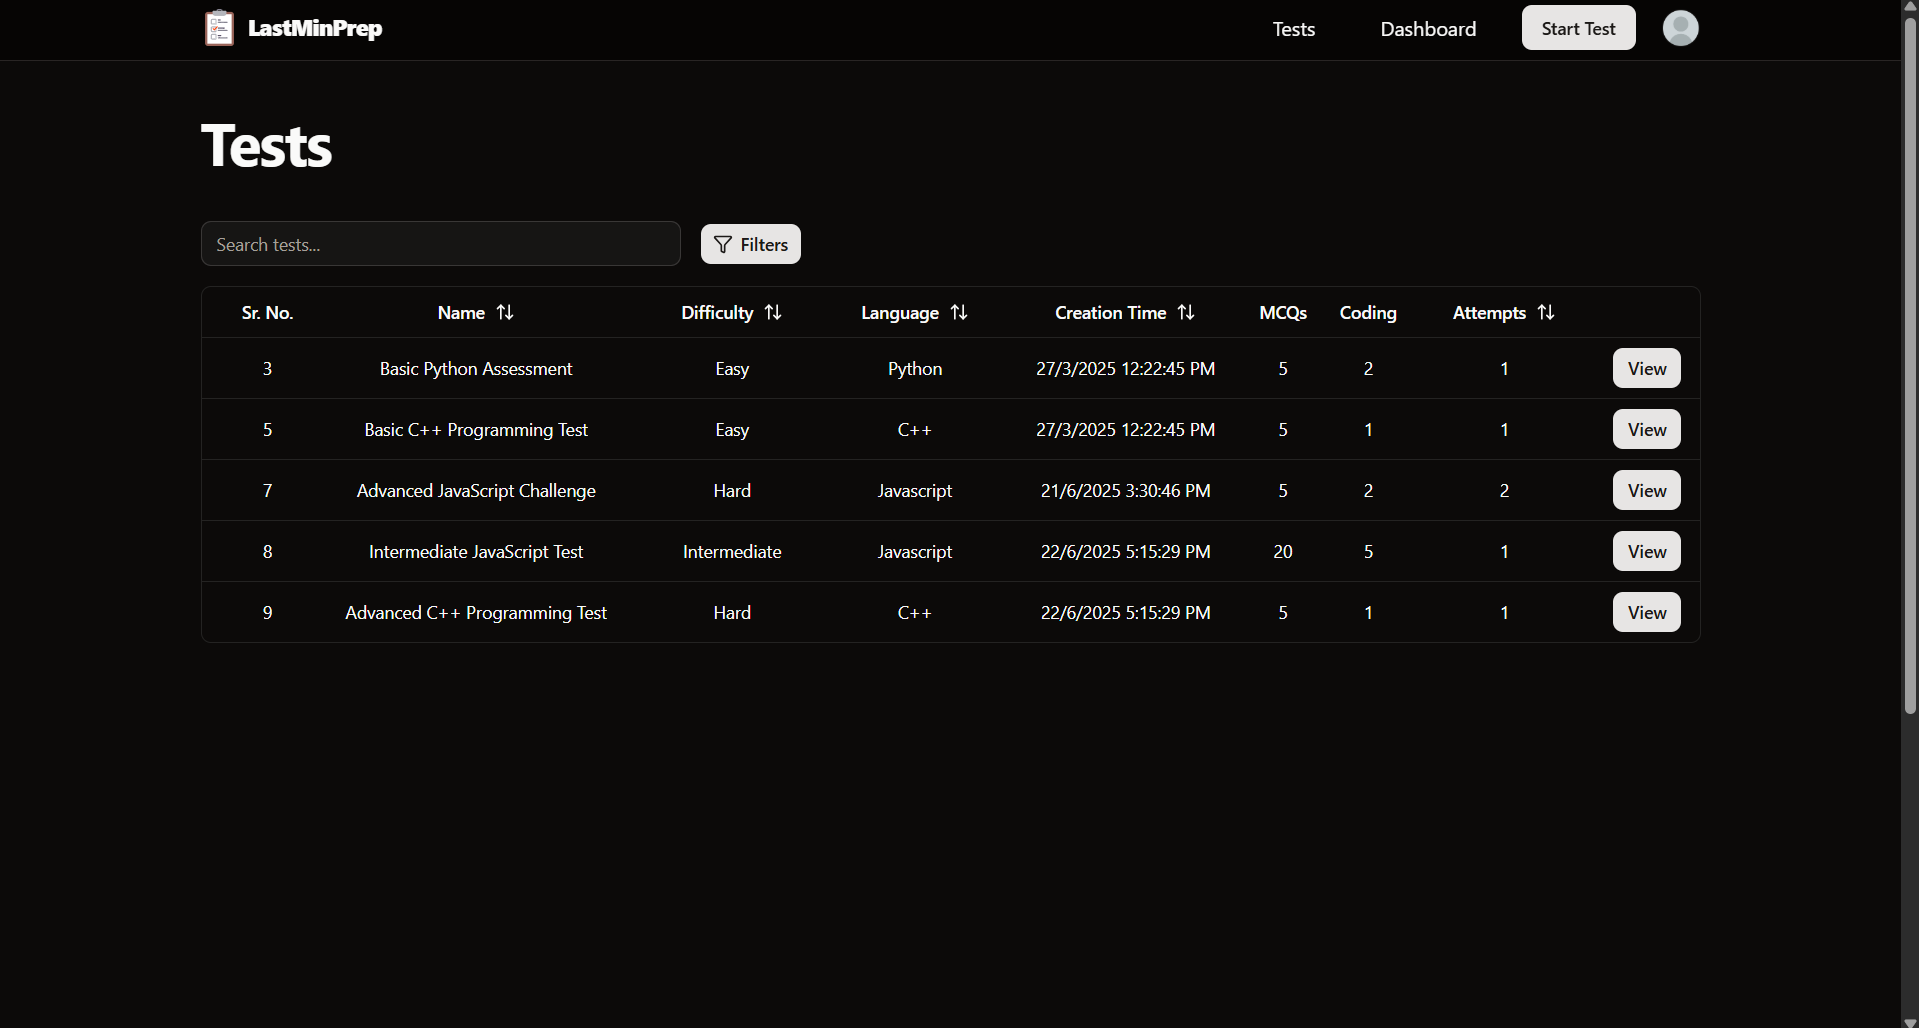 LastMinPrep Tests Dashboard Start Test
Tests
Search tests... Filters
Sr. No. Name Difficulty Language Creation Time MCQs Coding Attempts
3 Basic Python Assessment Easy Python 27/3/2025 12:22:45 PM 5 2 1 View
5 Basic C++ Programming Test Easy C++ 27/3/2025 12:22:45 PM 5 1 1 View
7 Advanced JavaScript Challenge Hard Javascript 21/6/2025 3:30:46 PM 5 2 2 View
8 Intermediate JavaScript Test Intermediate Javascript 22/6/2025 5:15:29 PM 20 5 1 View
9 Advanced C++ Programming Test Hard C++ 22/6/2025 5:15:29 PM 5 1 1 View